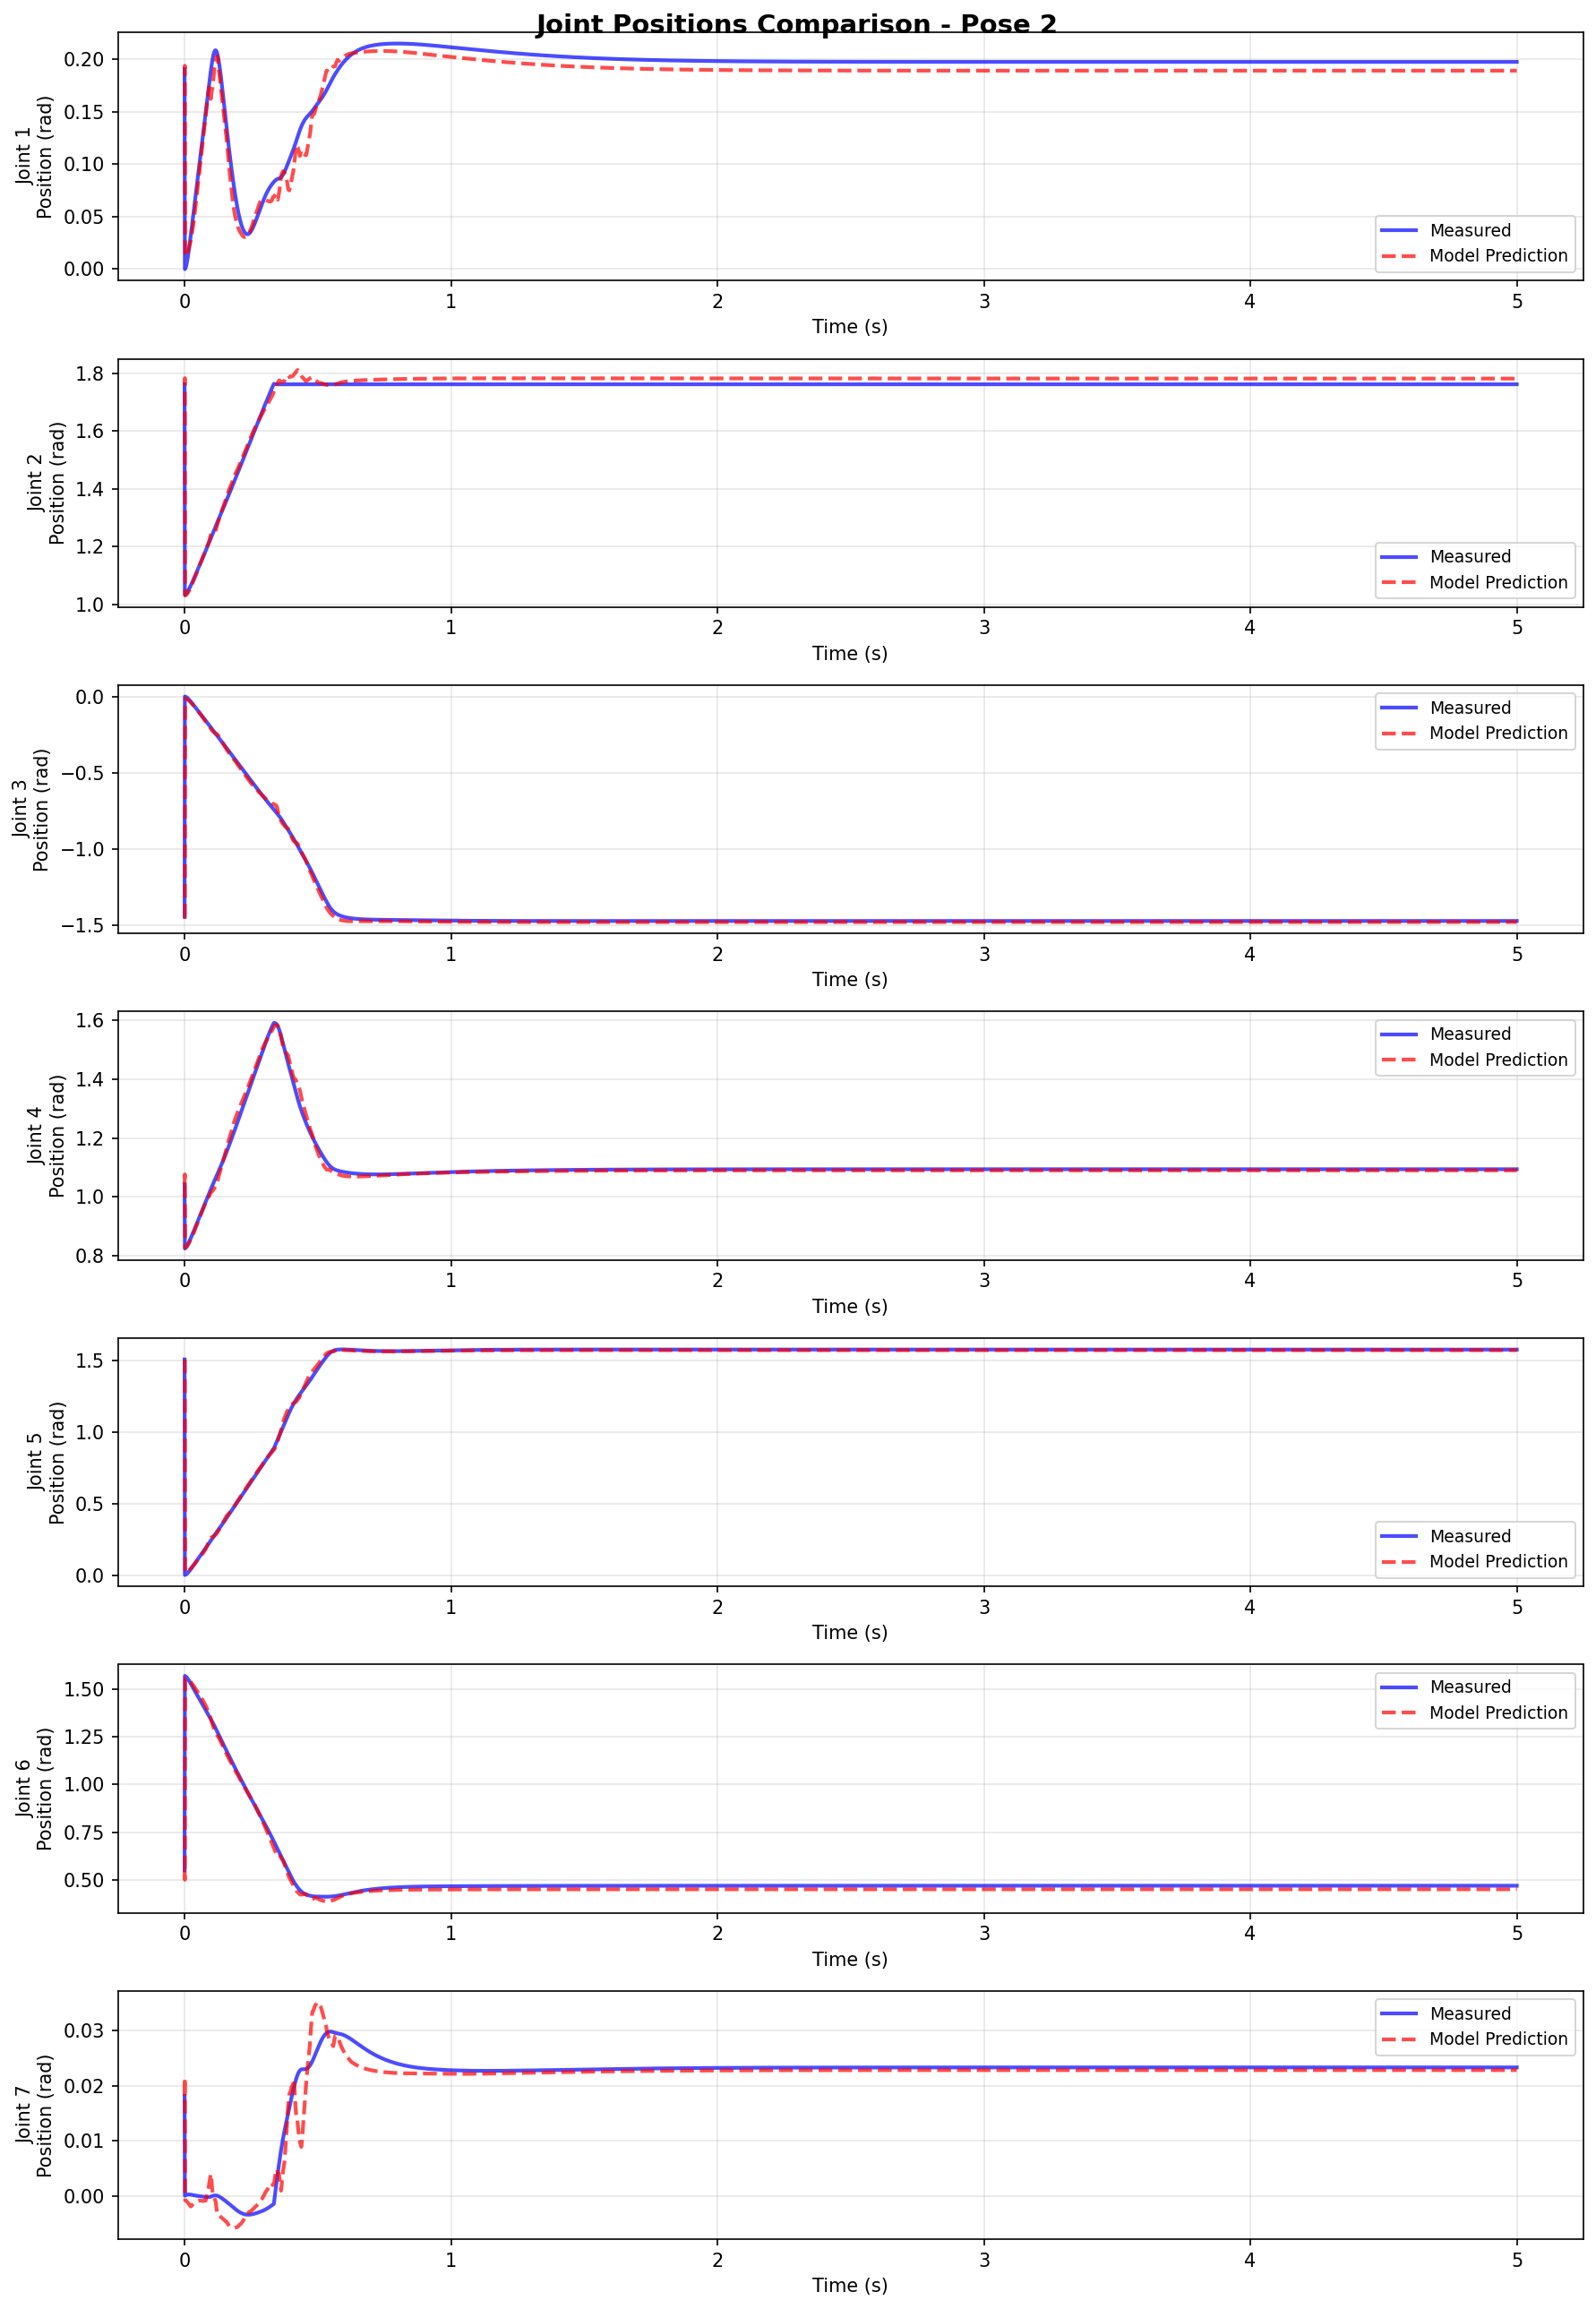 Joint Positions Comparison - Pose 2
Joint 1
Position (rad)
0.20
0.15
0.10
0.05
0.00
Measured
Model Prediction
0 1 2 3 4 5
Time (s)
Joint 2
Position (rad)
1.8
1.6
1.4
1.2
1.0
Measured
Model Prediction
0 1 2 3 4 5
Time (s)
Joint 3
Position (rad)
0.0
−0.5
−1.0
−1.5
Measured
Model Prediction
0 1 2 3 4 5
Time (s)
Joint 4
Position (rad)
1.6
1.4
1.2
1.0
0.8
Measured
Model Prediction
0 1 2 3 4 5
Time (s)
Joint 5
Position (rad)
1.5
1.0
0.5
0.0
Measured
Model Prediction
0 1 2 3 4 5
Time (s)
Joint 6
Position (rad)
1.50
1.25
1.00
0.75
0.50
Measured
Model Prediction
0 1 2 3 4 5
Time (s)
Joint 7
Position (rad)
0.03
0.02
0.01
0.00
Measured
Model Prediction
0 1 2 3 4 5
Time (s)